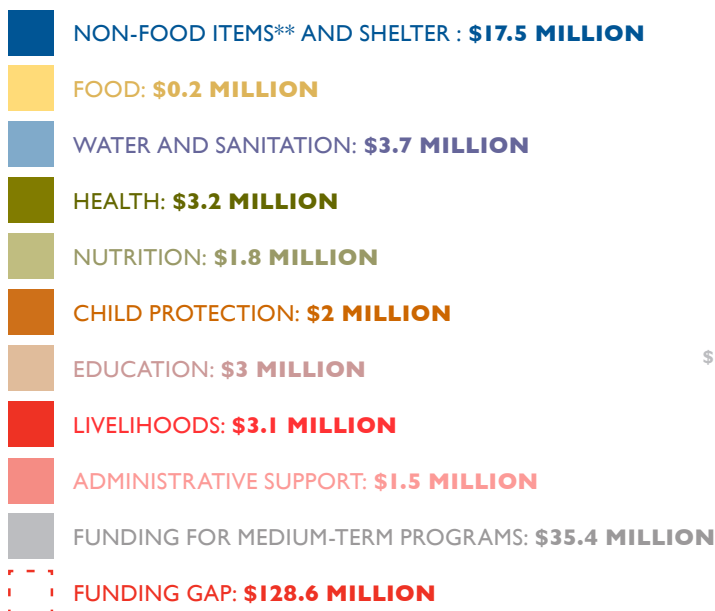 NON-FOOD ITEMS** AND SHELTER : $17.5 MILLION
FOOD: $0.2 MILLION
WATER AND SANITATION: $3.7 MILLION
HEALTH: $3.2 MILLION
NUTRITION: $1.8 MILLION
CHILD PROTECTION: $2 MILLION
$
EDUCATION: $3 MILLION
LIVELIHOODS: $3.1 MILLION
ADMINISTRATIVE SUPPORT: $1.5 MILLION
FUNDING FOR MEDIUM-TERM PROGRAMS: $35.4 MILLION
FUNDING GAP: $128.6 MILLION